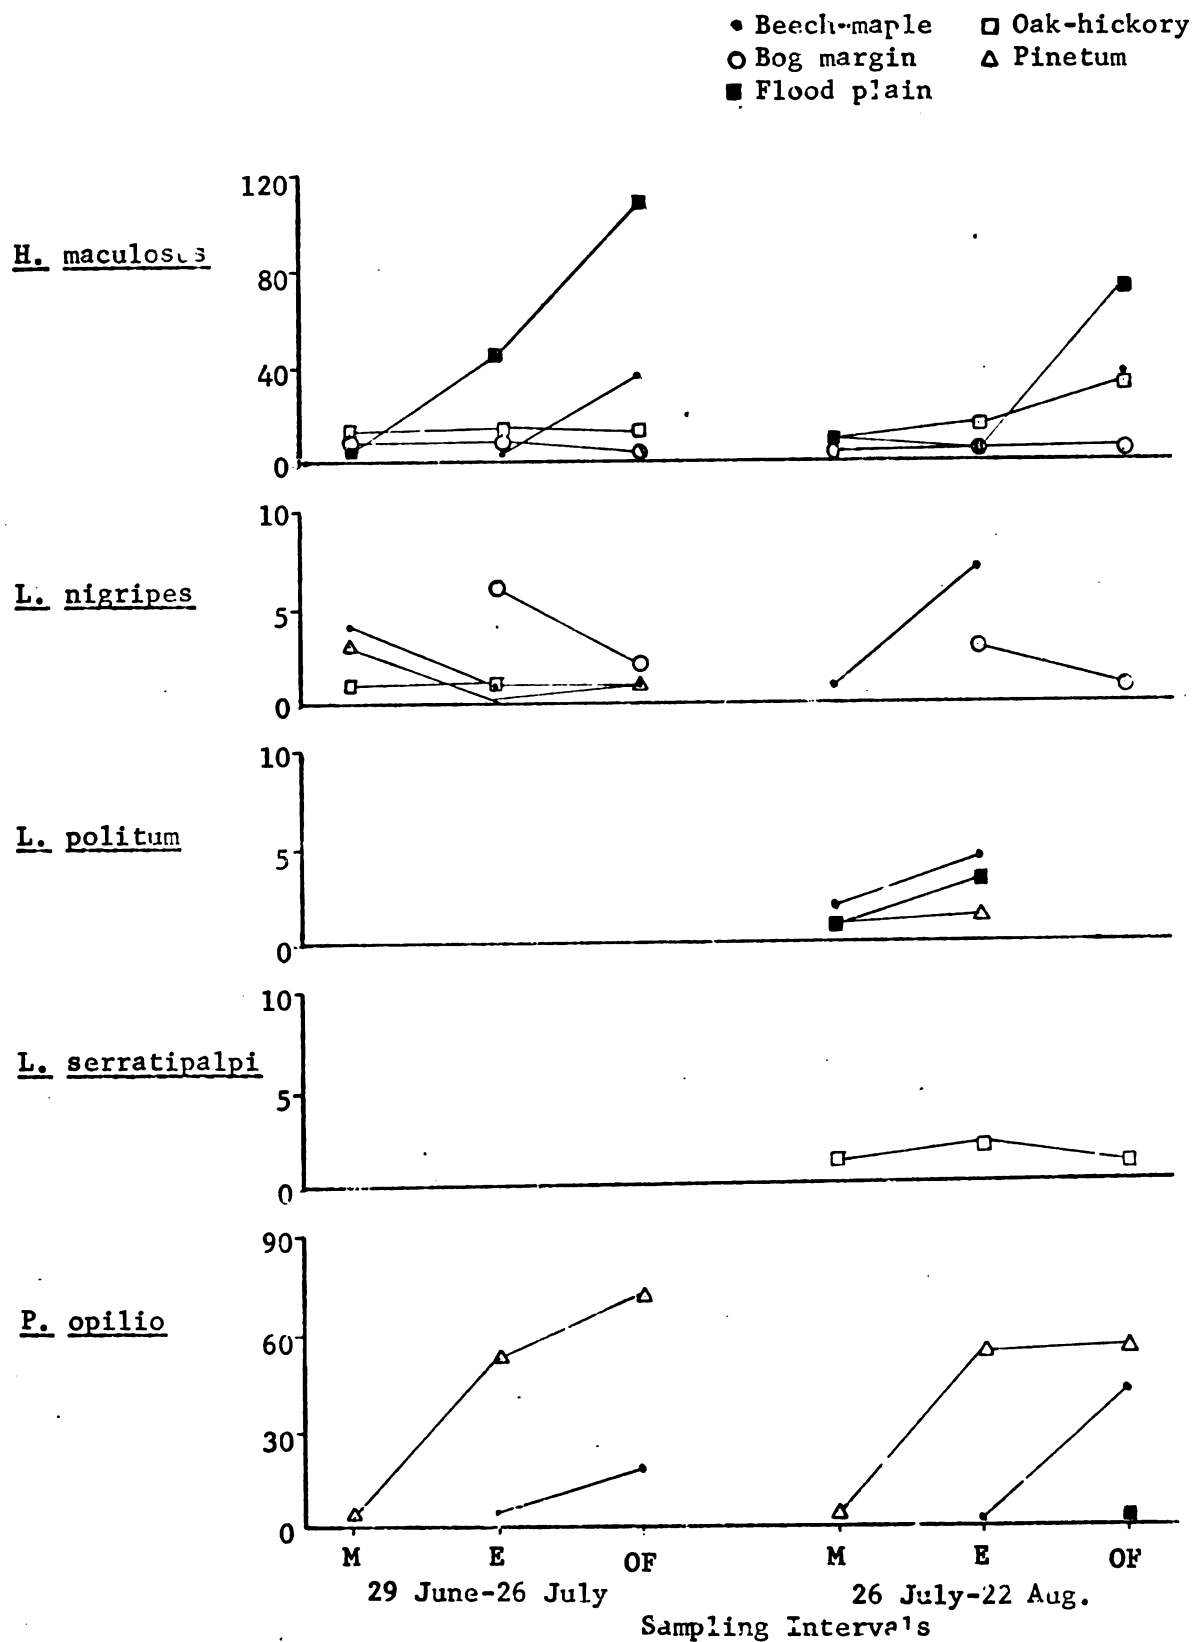 Beech-maple
Oak-hickory
Bog margin
Pinetum
Flood plain
H. maculosus
120
80
40
0
L. nigripes
10
5
0
L. politum
10
5
0
L. serratipalpi
10
5
0
P. opilio
90
60
30
0
M E OF M E OF
29 June-26 July 26 July-22 Aug.
Sampling Intervals